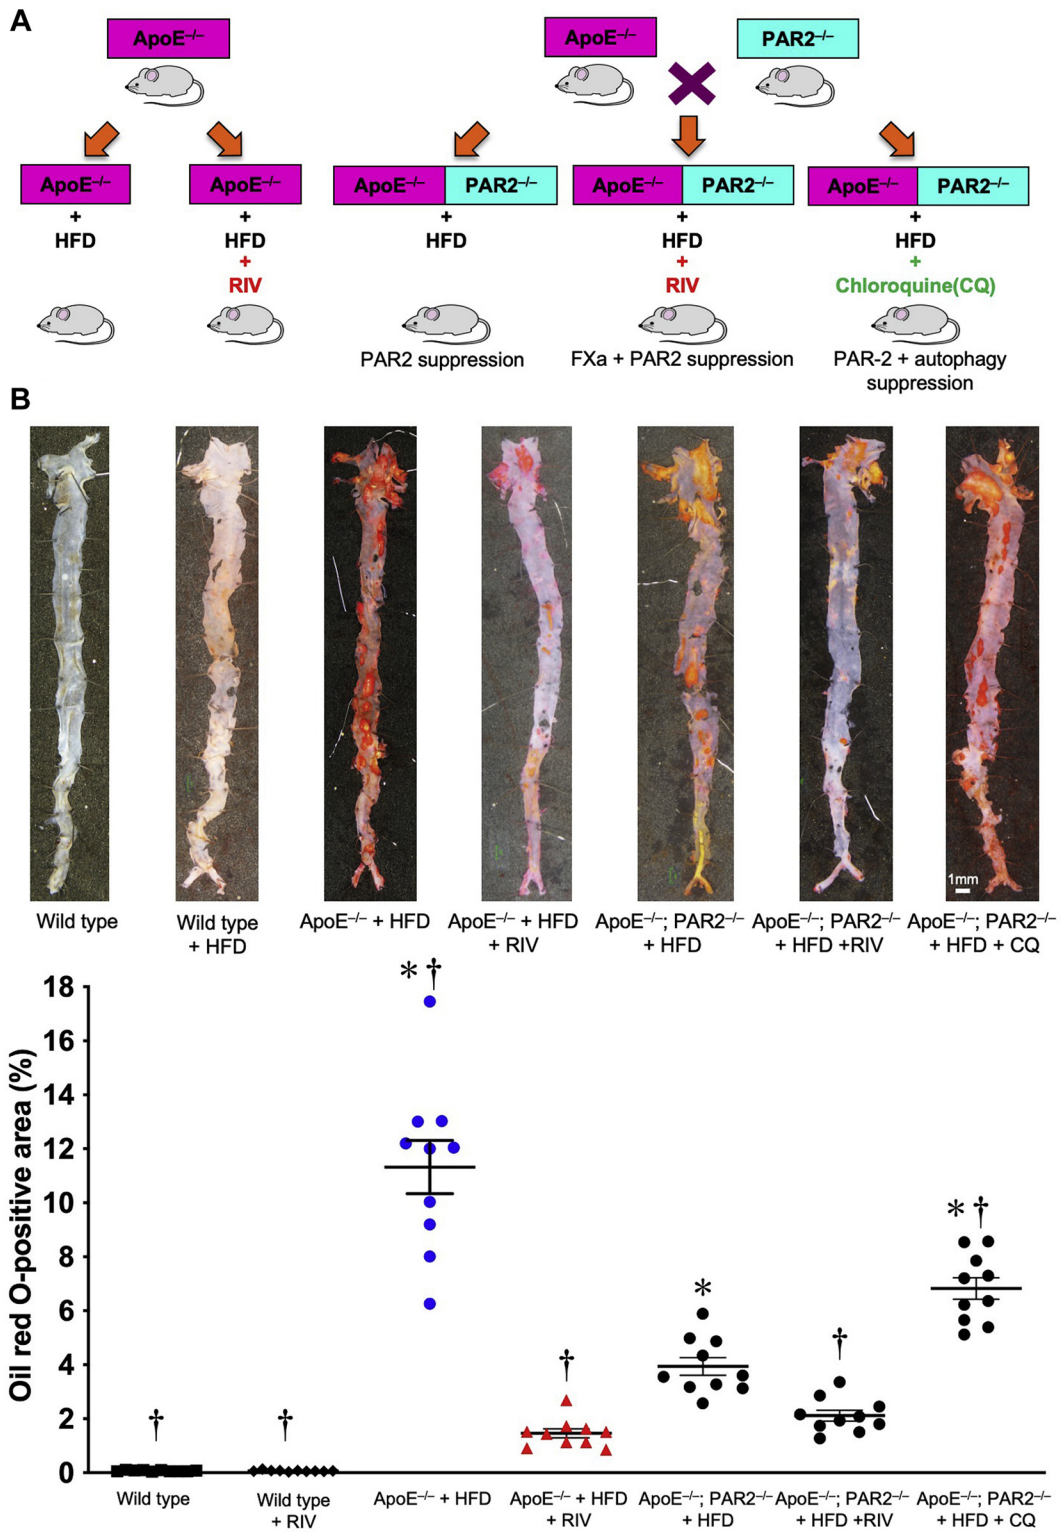 A
ApoE–/–
ApoE–/–
PAR2–/–
ApoE–/–
ApoE–/–
ApoE–/–
PAR2–/–
ApoE–/–
PAR2–/–
ApoE–/–
PAR2–/–
+
+
+
+
+
HFD
HFD
HFD
HFD
HFD
+
+
+
RIV
RIV
Chloroquine(CQ)
PAR2 suppression
FXa + PAR2 suppression
PAR-2 + autophagy
suppression
B
1mm
Wild type
Wild type
+ HFD
ApoE–/– + HFD
ApoE–/– + HFD
+ RIV
ApoE–/–; PAR2–/–
+ HFD
ApoE–/–; PAR2–/–
+ HFD +RIV
ApoE–/–; PAR2–/–
+ HFD + CQ
Oil red O-positive area (%)
18
16
14
12
10
8
6
4
2
0
†
†
* †
†
*
†
* †
Wild type
Wild type
+ RIV
ApoE–/– + HFD
ApoE–/– + HFD
+ RIV
ApoE–/–; PAR2–/–
+ HFD
ApoE–/–; PAR2–/–
+ HFD +RIV
ApoE–/–; PAR2–/–
+ HFD + CQ